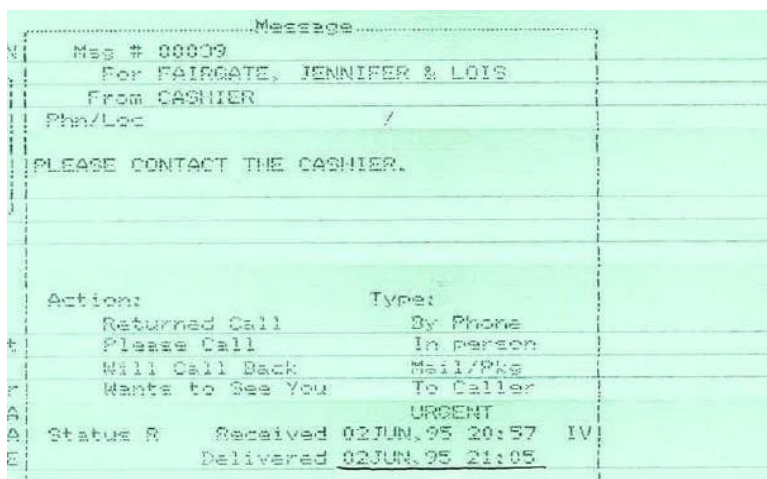 Message
Msg # 00039
For FAIRGATE, JENNIFER & LOIS
From CASHIER
Phn/Loc /
PLEASE CONTACT THE CASHIER.
Action: Type:
Returned Call By Phone
Please Call In person
Will Call Back Mail/Pkg
Wants to See You To Caller
URGENT
Status R Received 02JUN.95 20:57 IV
Delivered 02JUN.95 21:05